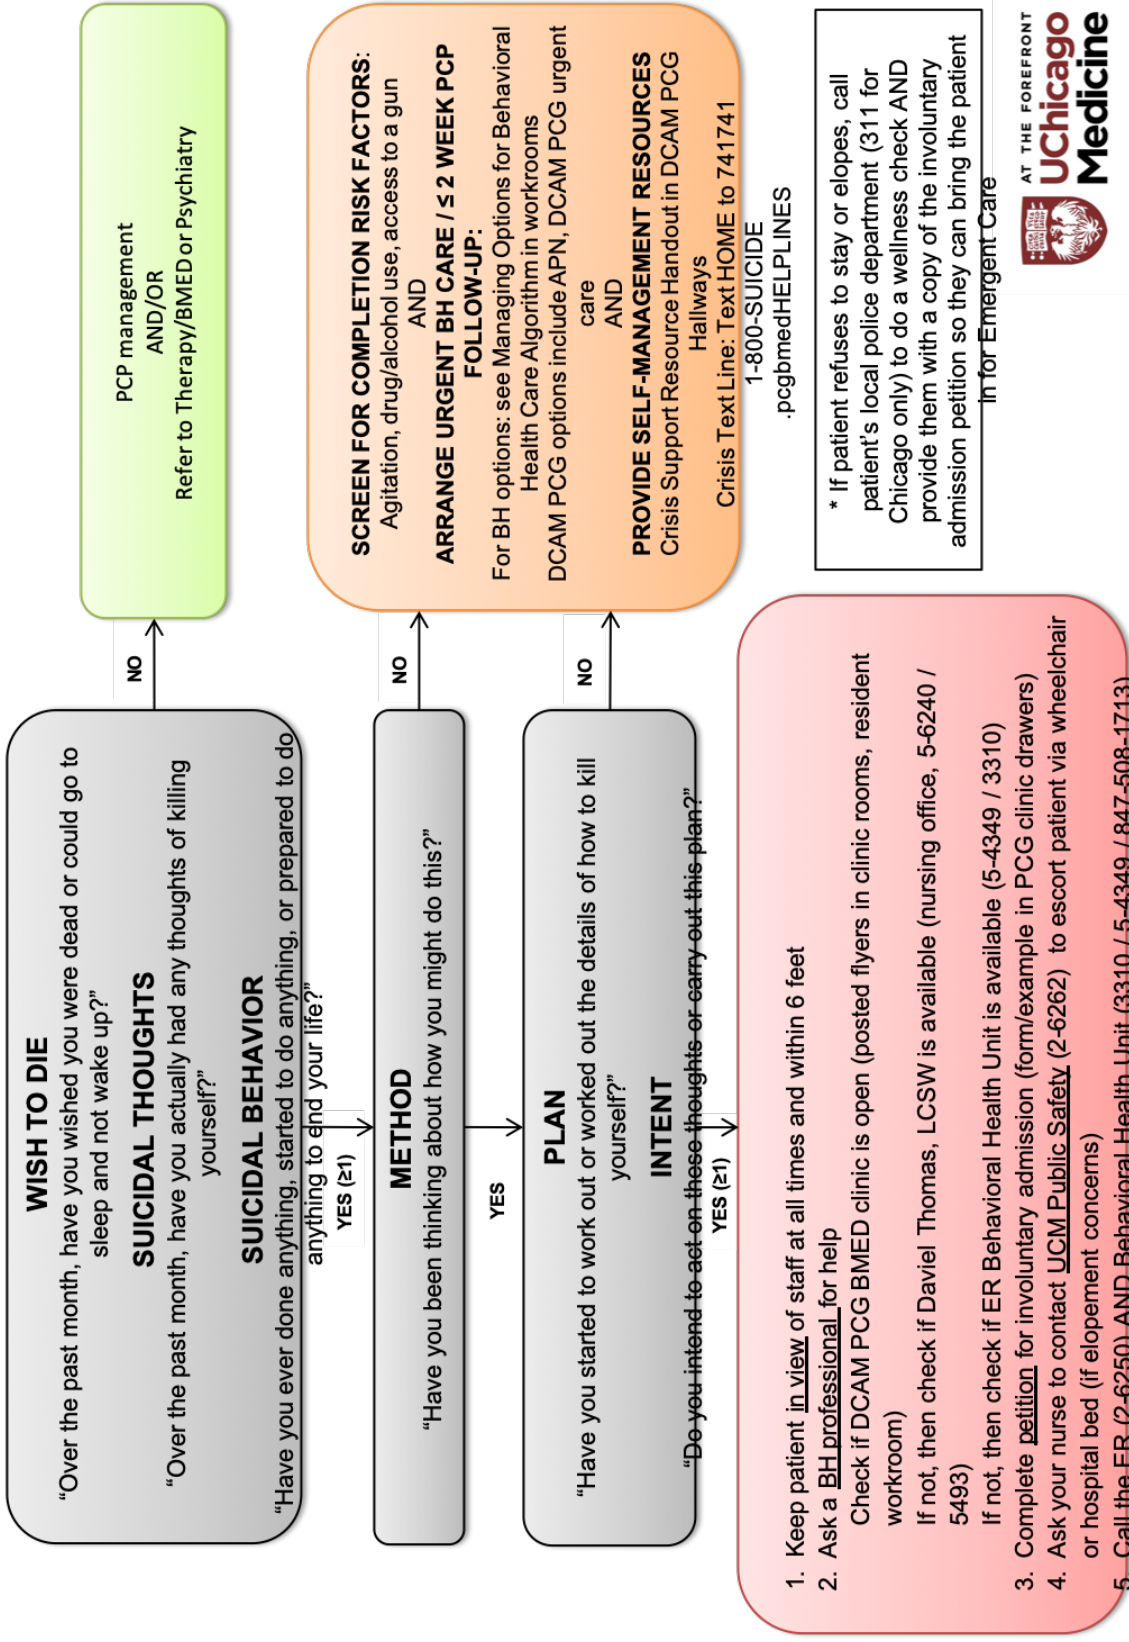 WISH TO DIE
“Over the past month, have you wished you were dead or could go to
sleep and not wake up?”
SUICIDAL THOUGHTS
“Over the past month, have you actually had any thoughts of killing
yourself?”
SUICIDAL BEHAVIOR
“Have you ever done anything, started to do anything, or prepared to do
anything to end your life?”
NO
PCP management
AND/OR
Refer to Therapy/BMED or Psychiatry
YES (≥1)
METHOD
“Have you been thinking about how you might do this?”
NO
YES
PLAN
“Have you started to work out or worked out the details of how to kill
yourself?”
INTENT
“Do you intend to act on these thoughts or carry out this plan?”
NO
SCREEN FOR COMPLETION RISK FACTORS:
Agitation, drug/alcohol use, access to a gun
AND
ARRANGE URGENT BH CARE / ≤ 2 WEEK PCP
FOLLOW-UP:
For BH options: see Managing Options for Behavioral
Health Care Algorithm in workrooms
DCAM PCG options include APN, DCAM PCG urgent
care
AND
PROVIDE SELF-MANAGEMENT RESOURCES
Crisis Support Resource Handout in DCAM PCG
Hallways
Crisis Text Line: Text HOME to 741741
1-800-SUICIDE
.pcgbmedHELPLINES
YES (≥1)
1. Keep patient in view of staff at all times and within 6 feet
2. Ask a BH professional for help
Check if DCAM PCG BMED clinic is open (posted flyers in clinic rooms, resident
workroom)
If not, then check if Daviel Thomas, LCSW is available (nursing office, 5-6240 /
5493)
If not, then check if ER Behavioral Health Unit is available (5-4349 / 3310)
3. Complete petition for involuntary admission (form/example in PCG clinic drawers)
4. Ask your nurse to contact UCM Public Safety (2-6262) to escort patient via wheelchair
or hospital bed (if elopement concerns)
5. Call the ER (2-6250) AND Behavioral Health Unit (3310 / 5-4349 / 847-508-1713)
* If patient refuses to stay or elopes, call
patient’s local police department (311 for
Chicago only) to do a wellness check AND
provide them with a copy of the involuntary
admission petition so they can bring the patient
in for Emergent Care
AT THE FOREFRONT
UChicago
Medicine